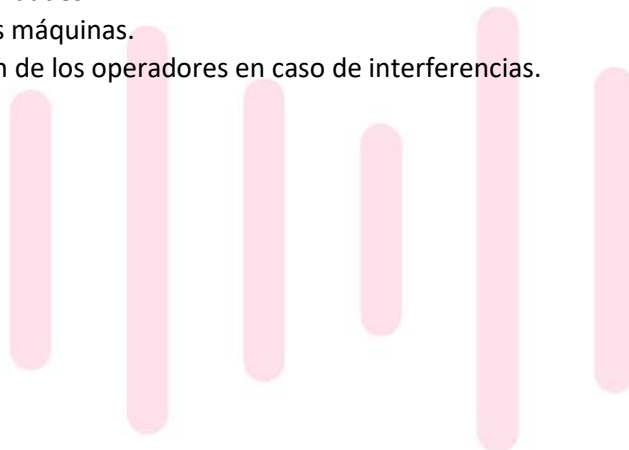 s máquinas.
n de los operadores en caso de interferencias.